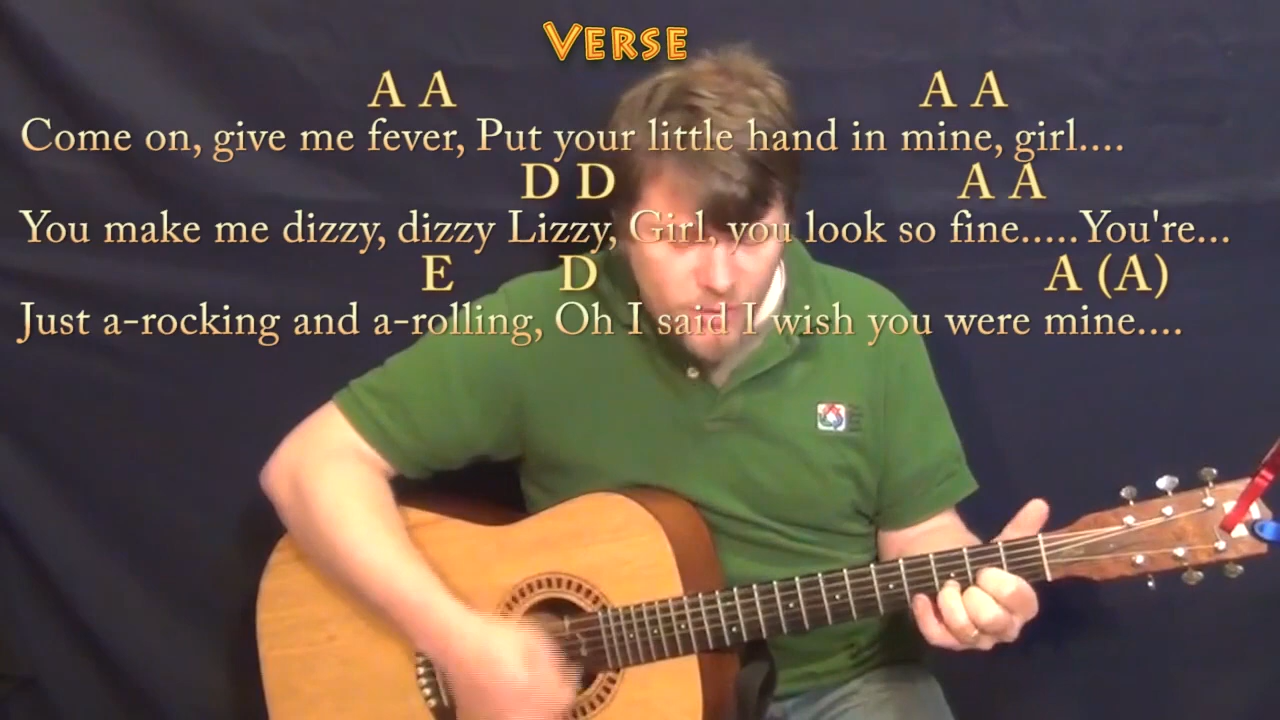 VERSE
A A A A
Come on, give me fever, Put your little hand in mine, girl....
D D A A
You make me dizzy, dizzy Lizzy, Girl, you look so fine.....You're...
E D A (A)
Just a-rocking and a-rolling, Oh I said I wish you were mine....